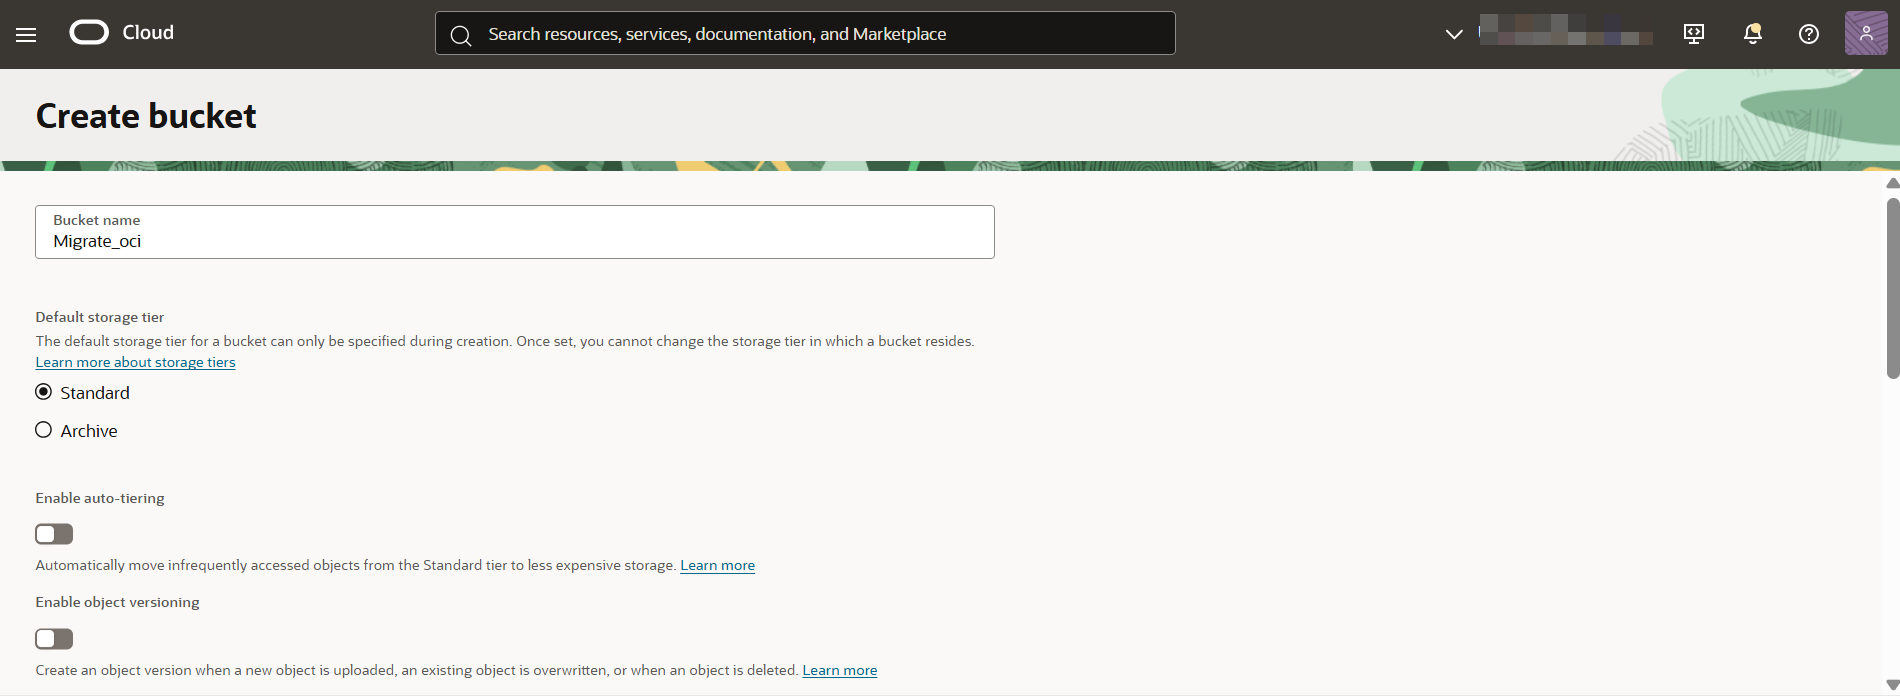 Cloud
Search resources, services, documentation, and Marketplace
Create bucket
Bucket name
Migrate_oci
Default storage tier
The default storage tier for a bucket can only be specified during creation. Once set, you cannot change the storage tier in which a bucket resides.
Learn more about storage tiers
Standard
Archive
Enable auto-tiering
Automatically move infrequently accessed objects from the Standard tier to less expensive storage. Learn more
Enable object versioning
Create an object version when a new object is uploaded, an existing object is overwritten, or when an object is deleted. Learn more